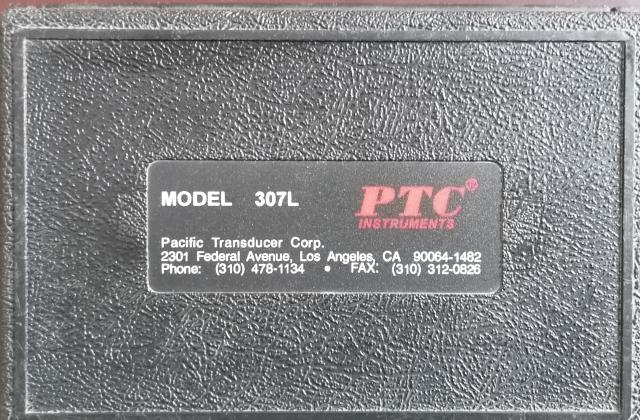 MODEL 307L
PTC®
INSTRUMENTS
Pacific Transducer Corp.
2301 Federal Avenue, Los Angeles, CA 90064-1482
Phone: (310) 478-1134 • FAX: (310) 312-0826